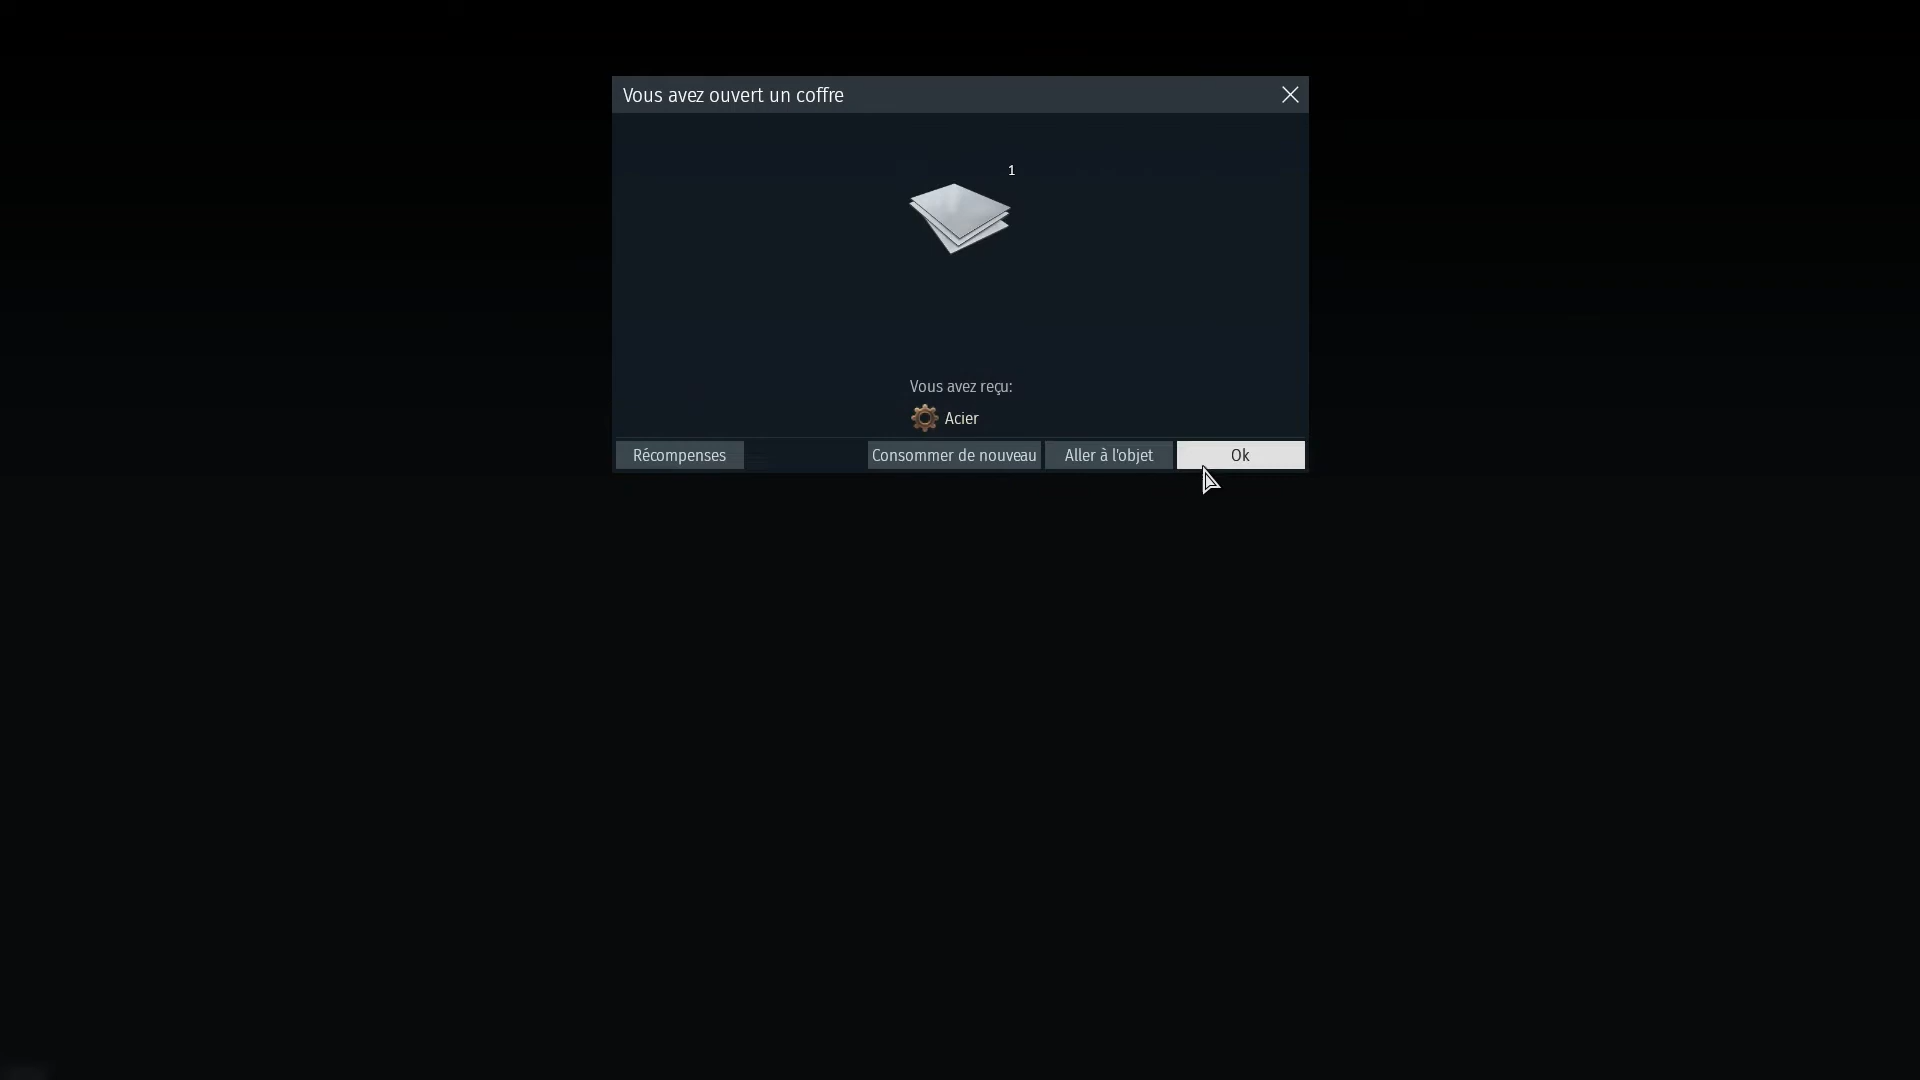 Vous avez ouvert un coffre
1
Vous avez reçu:
Acier
Récompenses
Consommer de nouveau
Aller à l'objet
Ok